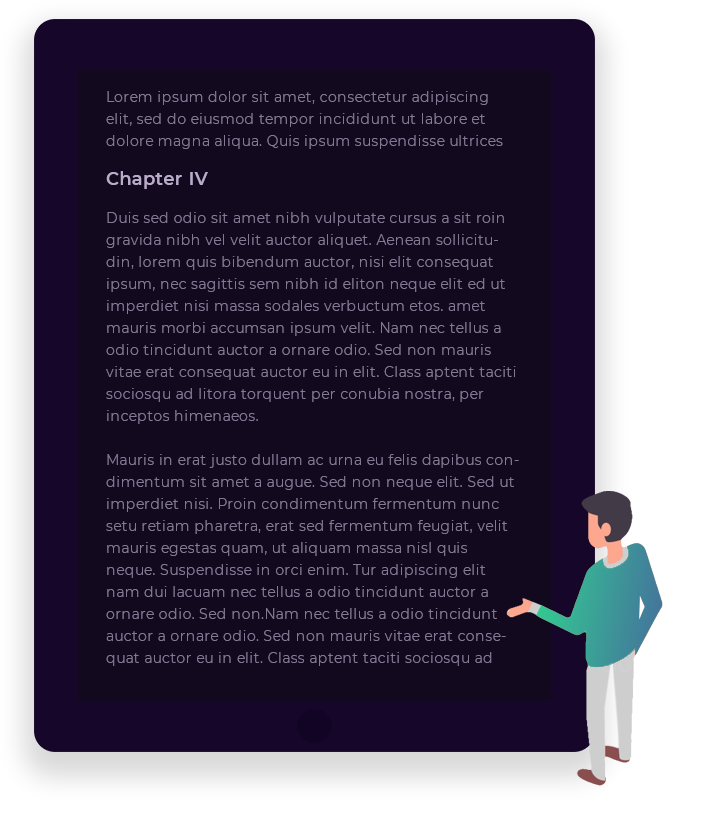 Lorem ipsum dolor sit amet, consectetur adipiscing
elit, sed do eiusmod tempor incididunt ut labore et
dolore magna aliqua. Quis ipsum suspendisse ultrices
Chapter IV
Duis sed odio sit amet nibh vulputate cursus a sit roin
gravida nibh vel velit auctor aliquet. Aenean sollicitu-
din, lorem quis bibendum auctor, nisi elit consequat
ipsum, nec sagittis sem nibh id eliton neque elit ed ut
imperdiet nisi massa sodales verbuctum etos. amet
mauris morbi accumsan ipsum velit. Nam nec tellus a
odio tincidunt auctor a ornare odio. Sed non mauris
vitae erat consequat auctor eu in elit. Class aptent taciti
sociosqu ad litora torquent per conubia nostra, per
inceptos himenaeos.
Mauris in erat justo dullam ac urna eu felis dapibus con-
dimentum sit amet a augue. Sed non neque elit. Sed ut
imperdiet nisi. Proin condimentum fermentum nunc
setu retiam pharetra, erat sed fermentum feugiat, velit
mauris egestas quam, ut aliquam massa nisl quis
neque. Suspendisse in orci enim. Tur adipiscing elit
nam dui lacuam nec tellus a odio tincidunt auctor a
ornare odio. Sed non.Nam nec tellus a odio tincidunt
auctor a ornare odio. Sed non mauris vitae erat conse-
quat auctor eu in elit. Class aptent taciti sociosqu ad